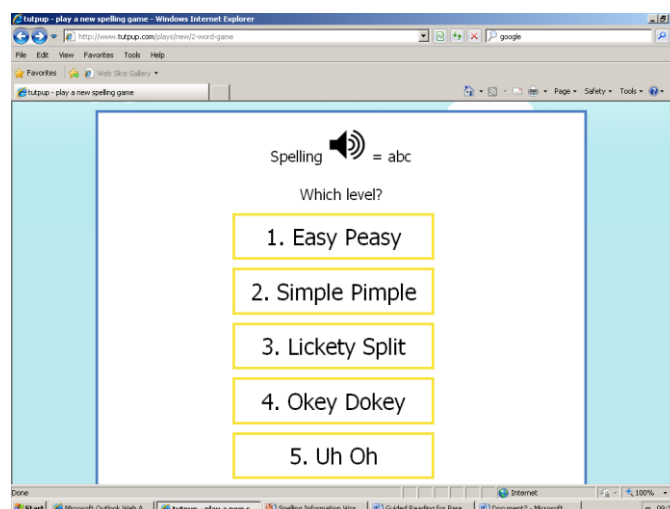 tutpup - play a new spelling game - Windows Internet Explorer
http://www.tutpup.com/plays/new/2-word-game
google
File Edit View Favorites Tools Help
Favorites Web Slice Gallery
tutpup - play a new spelling game
Page Safety Tools
Spelling = abc
Which level?
1. Easy Peasy
2. Simple Pimple
3. Lickety Split
4. Okey Dokey
5. Uh Oh
Done Internet 100%
Start Microsoft Outlook Web A... tutpup - play a new s... Spelling Information Wor... Guided Reading for Pare... Document2 - Microsoft